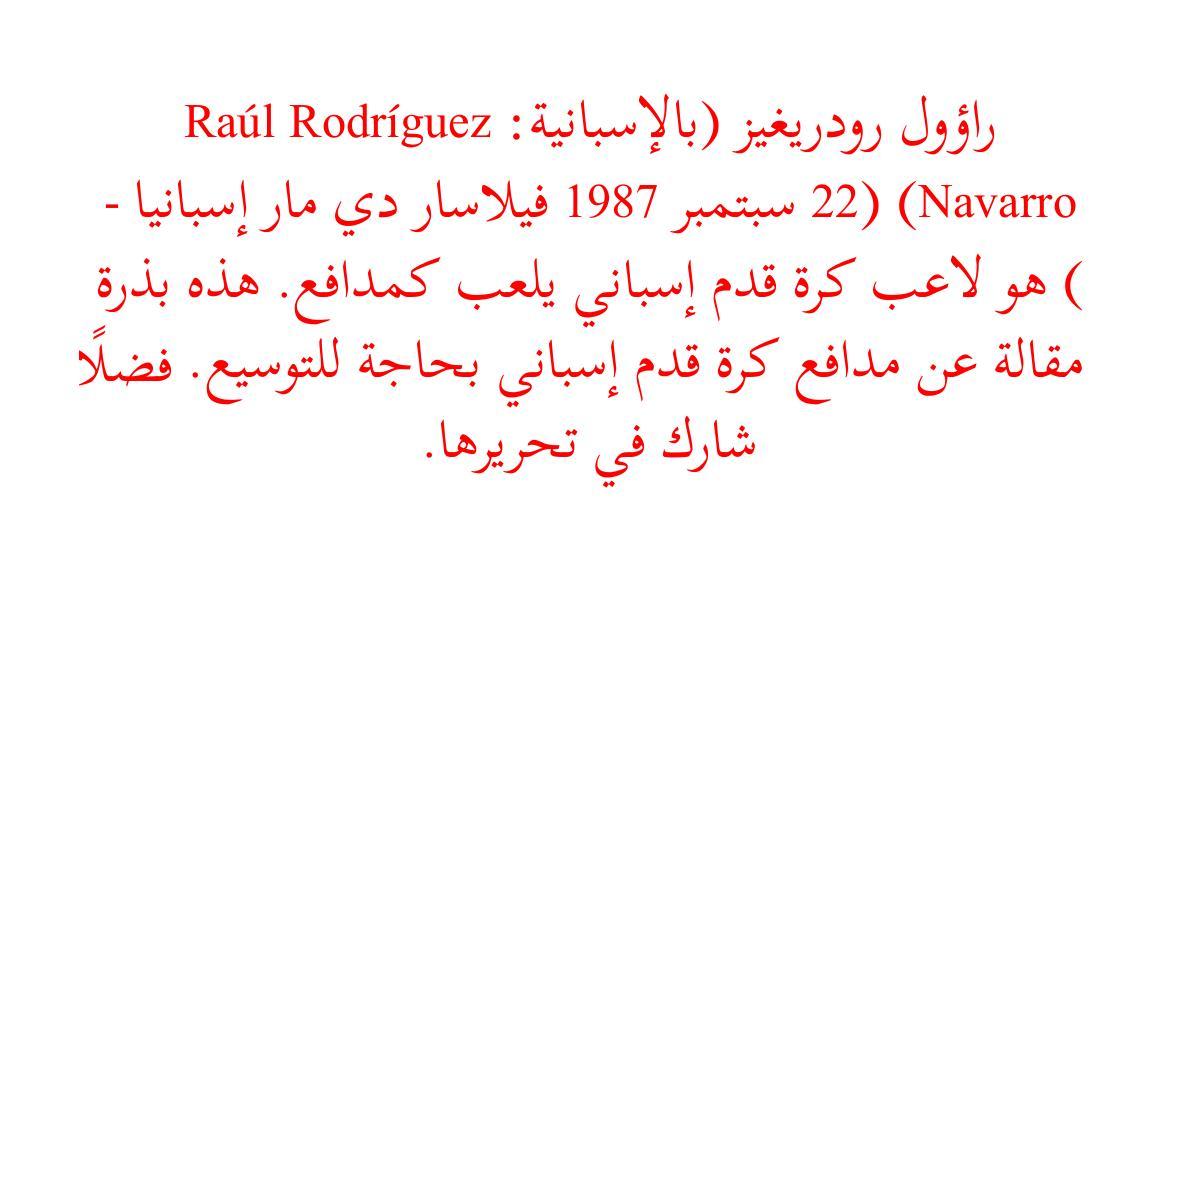 راؤول رودريغيز (بالإسبانية: Raúl Rodríguez
Navarro) (22 سبتمبر 1987 فيلاسار دي مار إسبانيا -
) هو لاعب كرة قدم إسباني يلعب كمدافع. هذه بذرة
مقالة عن مدافع كرة قدم إسباني بحاجة للتوسيع. فضلًا
شارك في تحريرها.